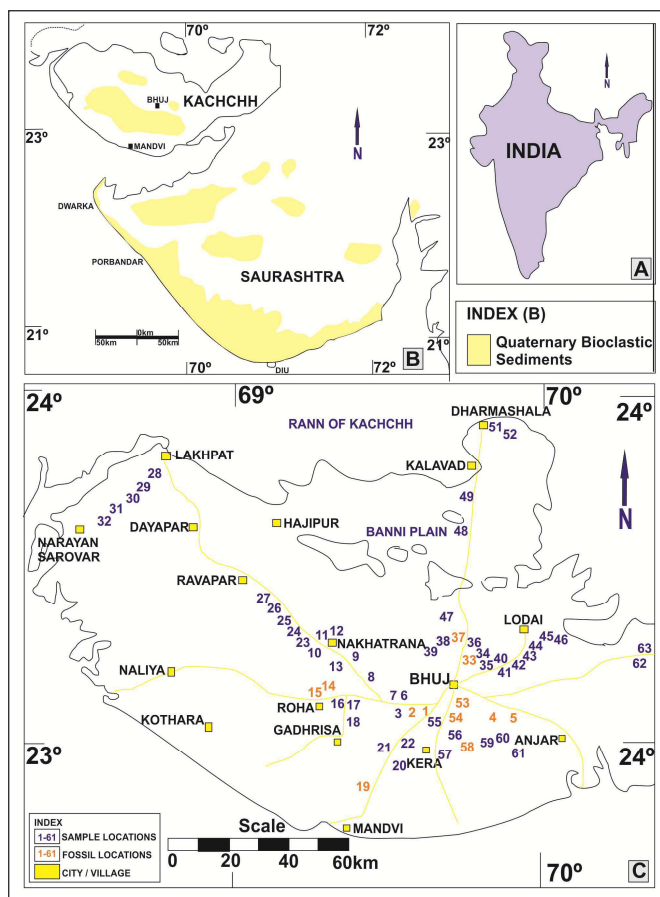 70º
72º
BHUJ
KACHCHH
MANDVI
23º
23º
N
DWARKA
PORBANDAR
SAURASHTRA
21º
21º
0km
50km
50km
70º
72º
DIU
B
N
INDIA
A
INDEX (B)
Quaternary Bioclastic
Sediments
24º
69º
70º
24º
RANN OF KACHCHH
DHARMASHALA
51
52
LAKHPAT
KALAVAD
28
29
30
31
32
49
N
NARAYAN
SAROVAR
DAYAPAR
HAJIPUR
BANNI PLAIN
48
RAVAPAR
27
26
25
24
23
10
11
12
NAKHATRANA
9
13
8
47
37
38
39
36
34
33
35
40
41
LODAI
45
46
44
43
42
63
62
NALIYA
14
15
7
6
BHUJ
ROHA
16
17
18
3
2
1
55
53
54
4
5
KOTHARA
GADHRISA
21
22
20
56
57
58
59
60
61
ANJAR
KERA
23º
24º
19
MANDVI
INDEX
1-61
SAMPLE LOCATIONS
1-61
FOSSIL LOCATIONS
CITY / VILLAGE
Scale
0
20
40
60km
69º
70º
C